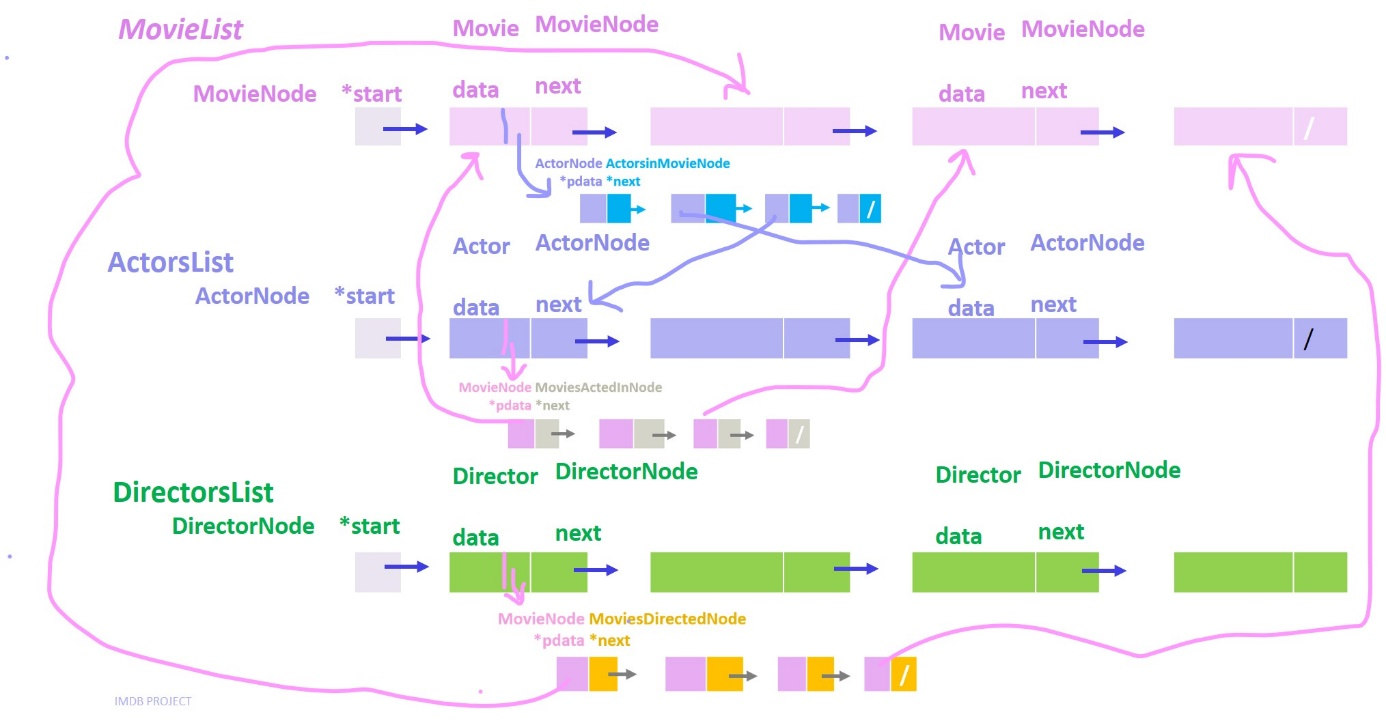 MovieList
Movie MovieNode
Movie MovieNode
MovieNode *start
data next
data next
/
ActorNode ActorsinMovieNode
*pdata *next
/
ActorsList
Actor ActorNode
Actor ActorNode
ActorNode *start
data next
data next
/
MovieNode MoviesActedInNode
*pdata *next
/
Director DirectorNode
Director DirectorNode
DirectorsList
DirectorNode *start
data next
data next
MovieNode MoviesDirectedNode
*pdata *next
/
IMDB PROJECT